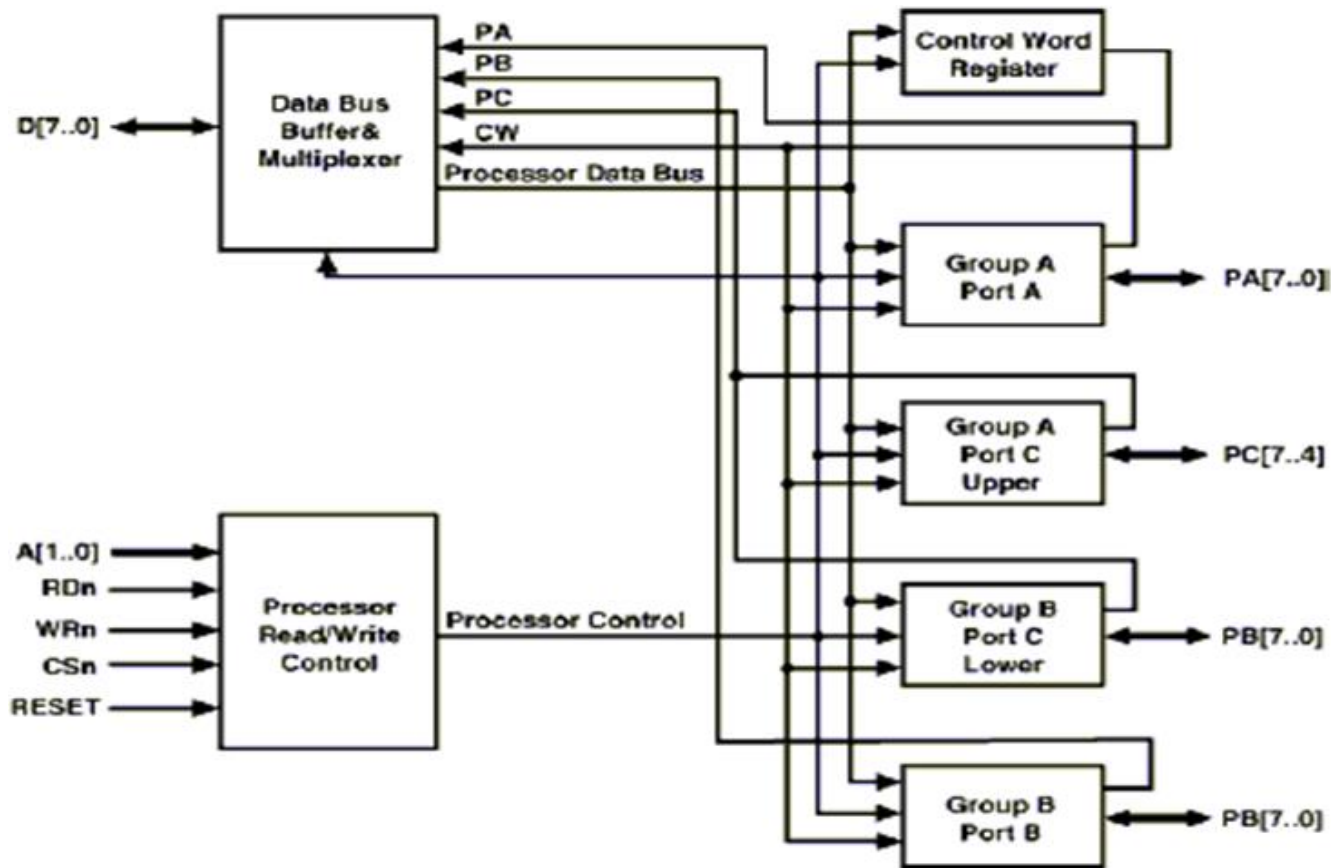 PA
PB
PC
CW
D[7..0]
Data Bus
Buffer&
Multiplexer
Processor Data Bus
Control Word
Register
Group A
Port A
PA[7..0]
Group A
Port C
Upper
PC[7..4]
A[1..0]
RDn
WRn
CSn
RESET
Processor
Read/Write
Control
Processor Control
Group B
Port C
Lower
PB[7..0]
Group B
Port B
PB[7..0]